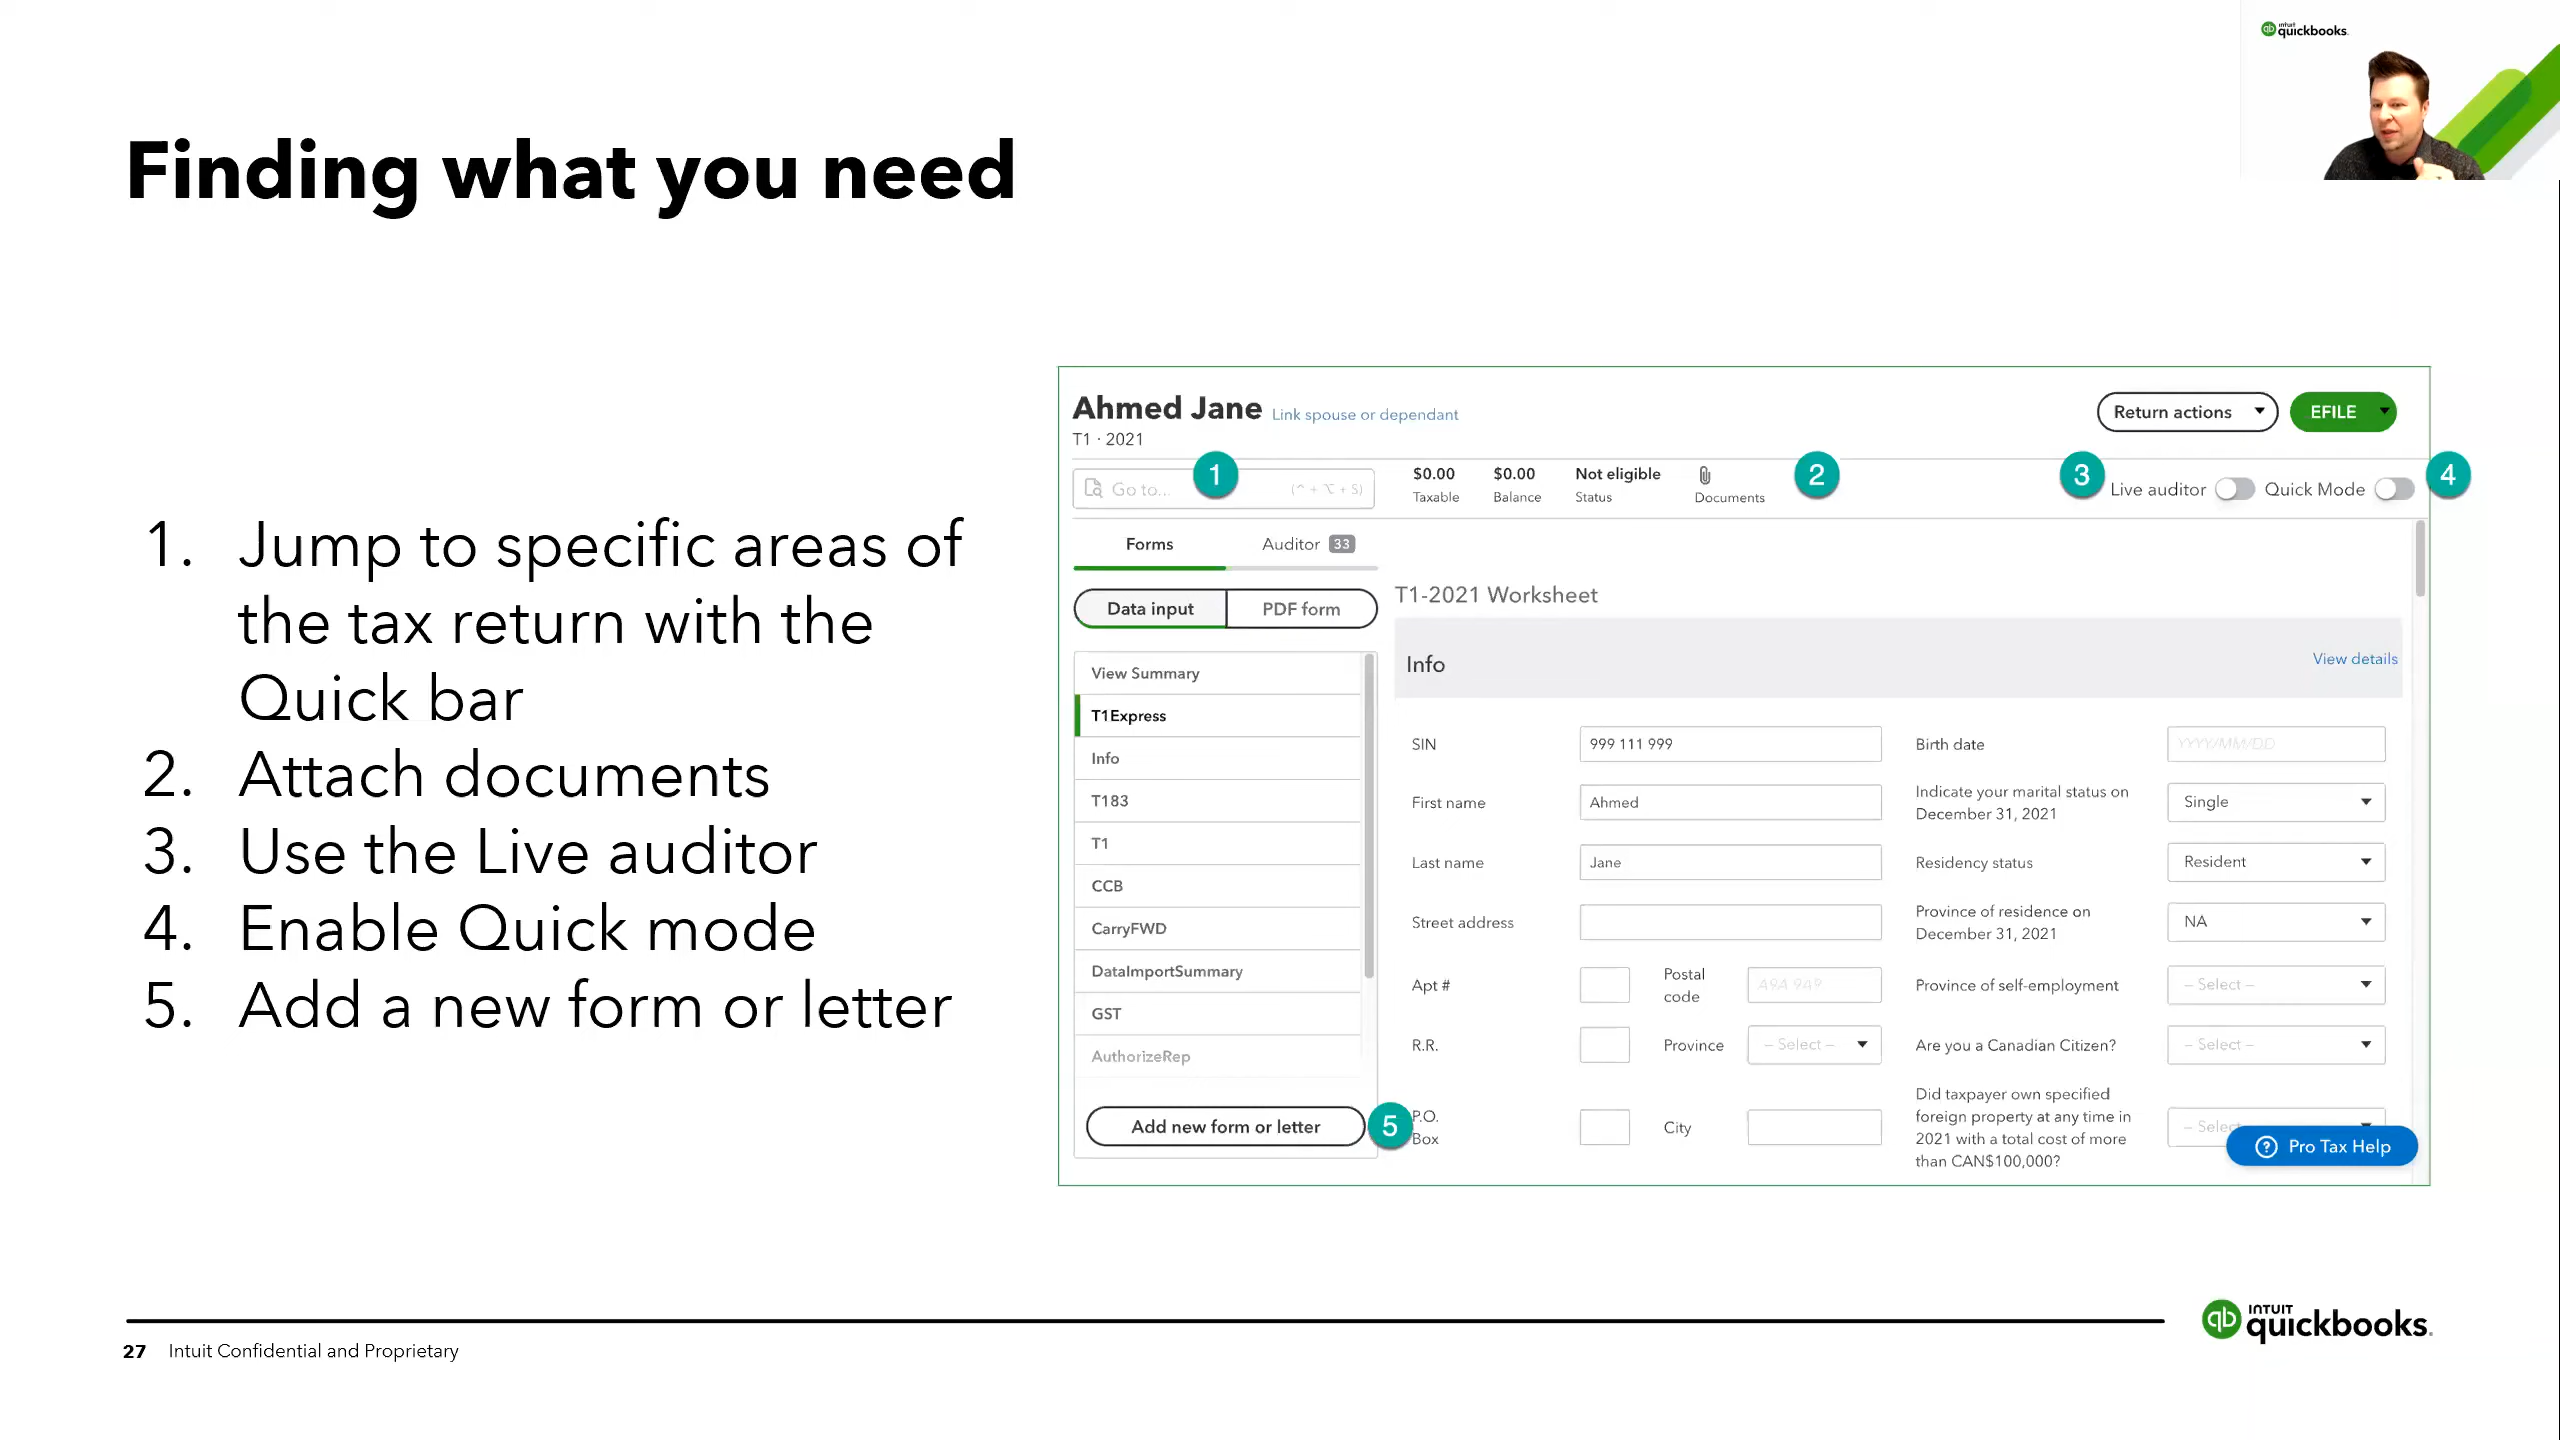 intuit
quickbooks.
Finding what you need
1. Jump to specific areas of
the tax return with the
Quick bar
2. Attach documents
3. Use the Live auditor
4. Enable Quick mode
5. Add a new form or letter
Ahmed Jane Link spouse or dependant
T1 · 2021
Return actions
EFILE
Go to... (^ + ⌥ + S)
1
$0.00
Taxable
$0.00
Balance
Not eligible
Status
Documents
2
3
Live auditor
Quick Mode
4
Forms
Auditor 33
Data input
PDF form
View Summary
T1Express
Info
T183
T1
CCB
CarryFWD
DataImportSummary
GST
AuthorizeRep
Add new form or letter
5
T1-2021 Worksheet
Info
View details
SIN 999 111 999
Birth date YYYY/MM/DD
First name Ahmed
Indicate your marital status on
December 31, 2021
Single
Last name Jane
Residency status Resident
Street address
Province of residence on
December 31, 2021
NA
Apt #
Postal
code
A9A 9A9
Province of self-employment – Select –
R.R.
Province – Select –
Are you a Canadian Citizen? – Select –
P.O.
Box
City
Did taxpayer own specified
foreign property at any time in
2021 with a total cost of more
than CAN$100,000?
– Select
Pro Tax Help
27 Intuit Confidential and Proprietary
INTUIT
quickbooks.